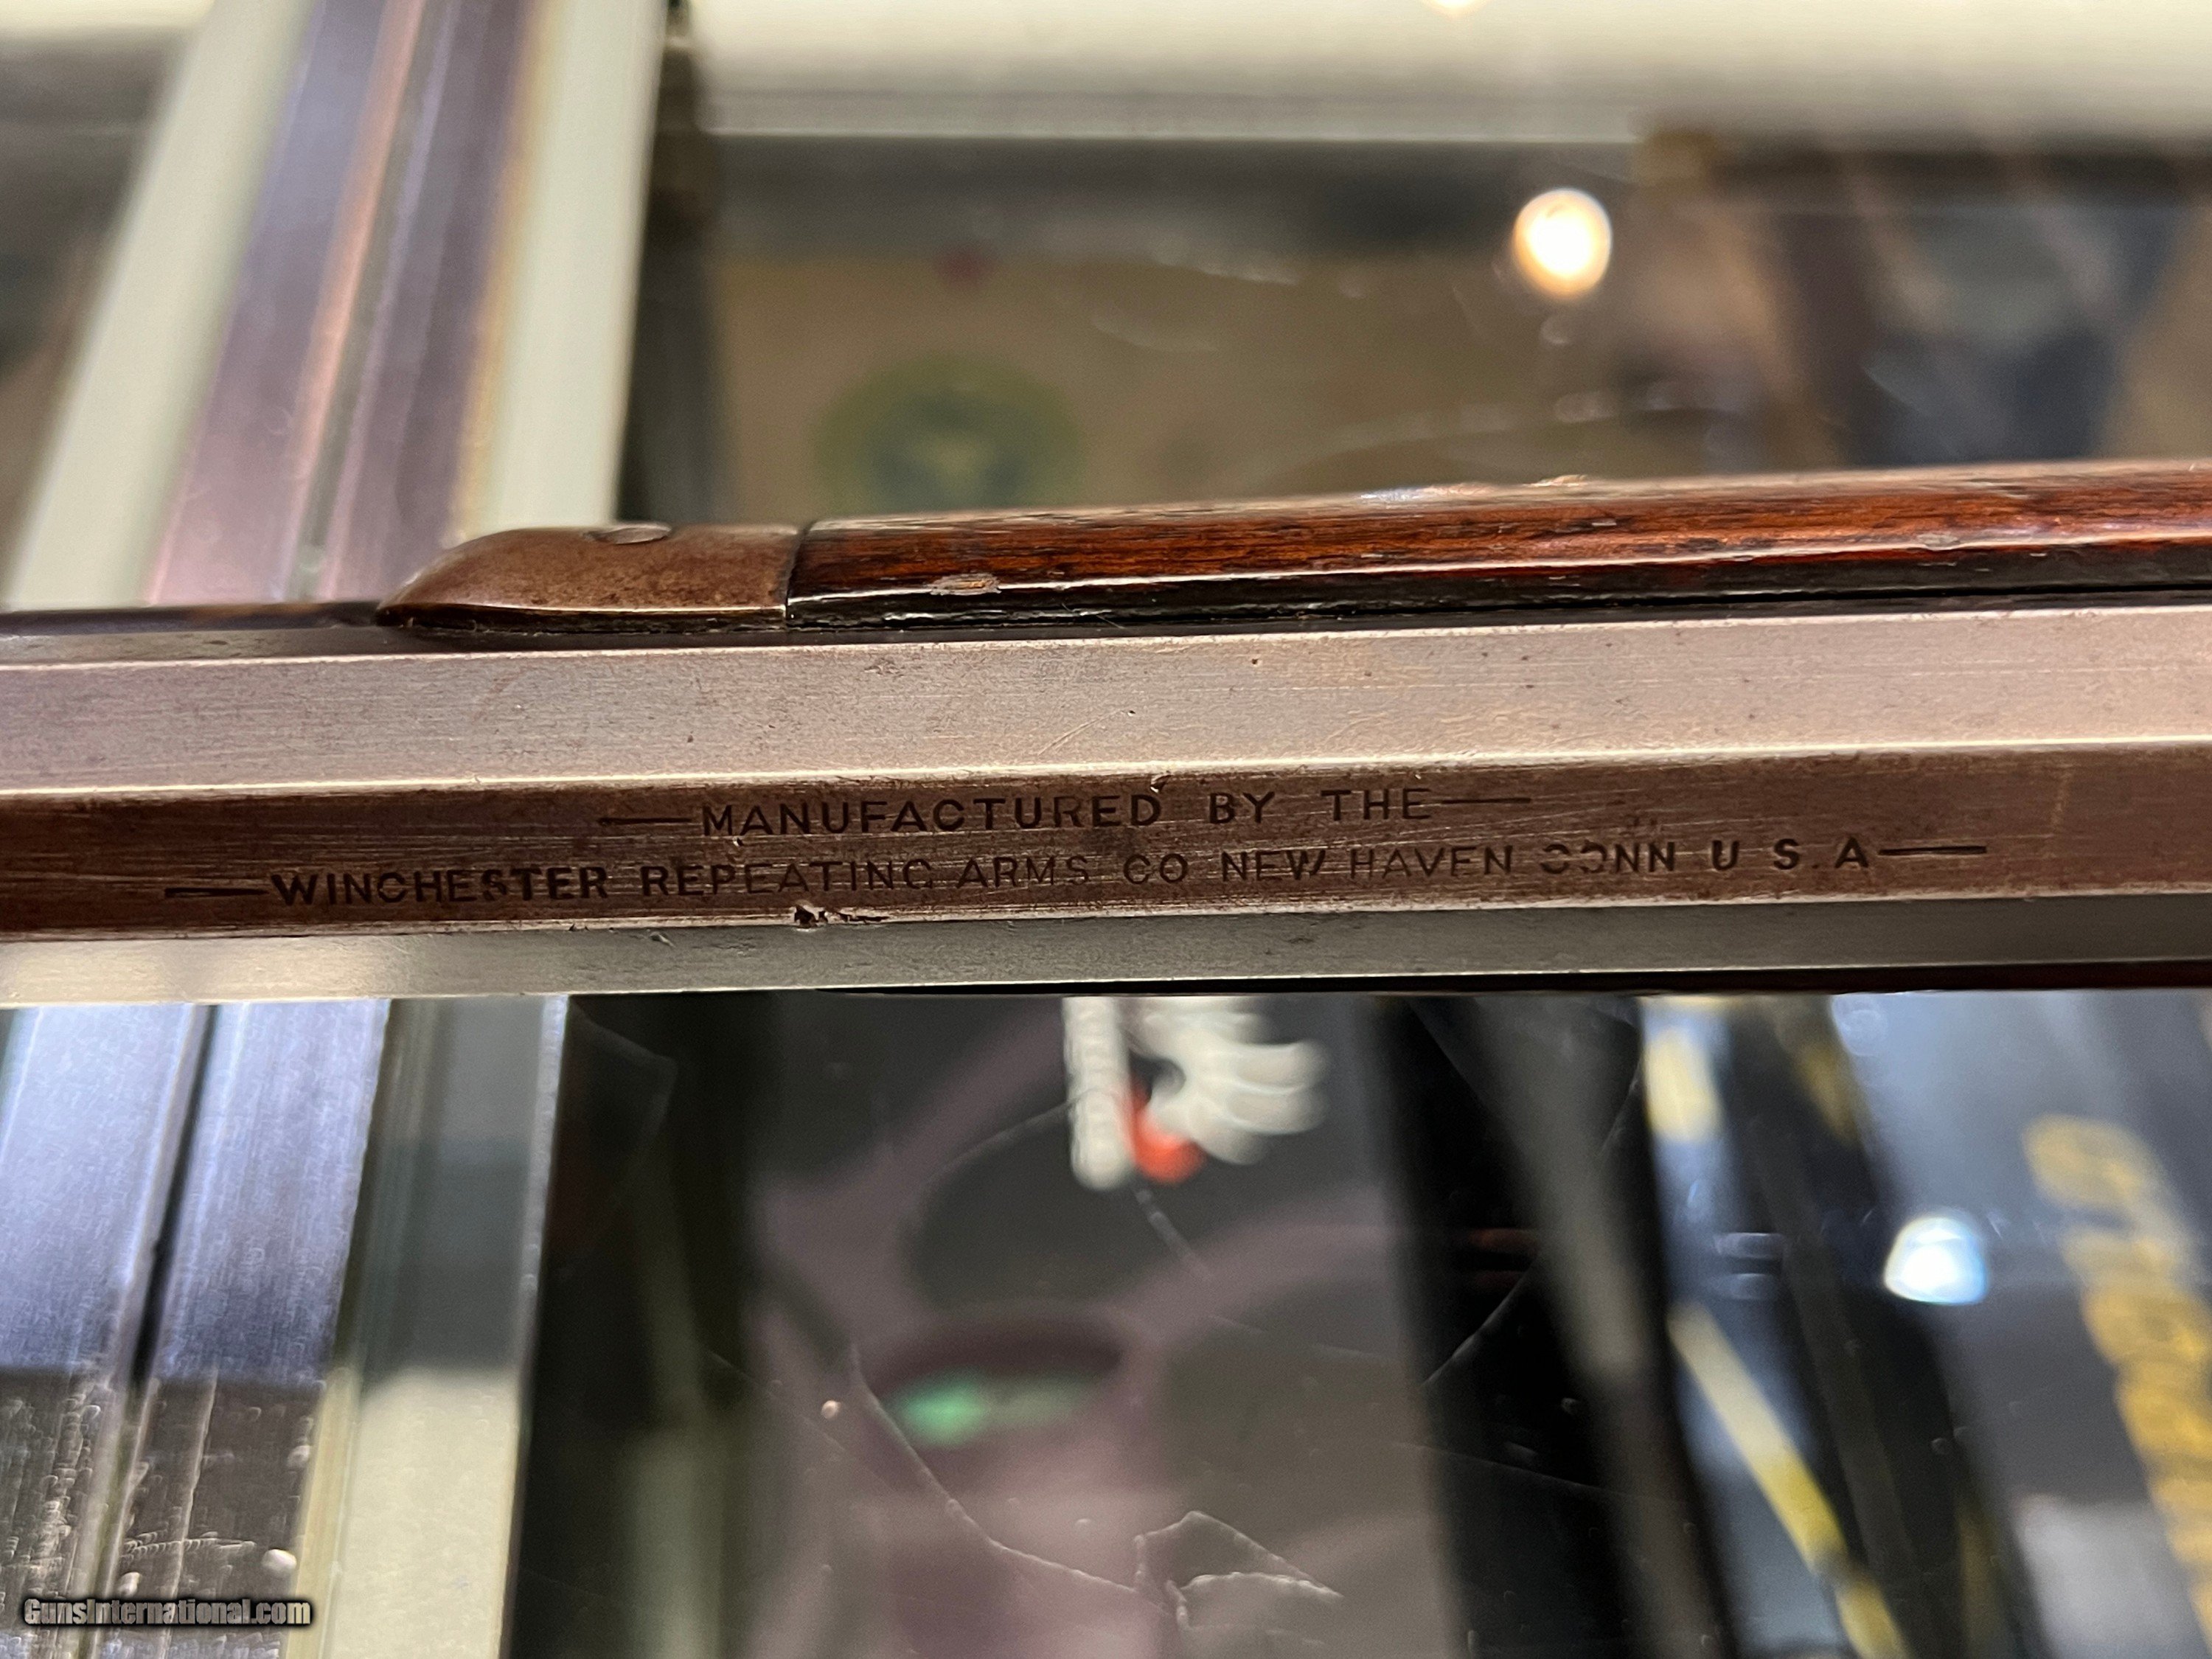 —MANUFACTURED BY THE—
—WINCHESTER REPEATING ARMS CO NEW HAVEN CONN U S.A—
GunsInternational.com